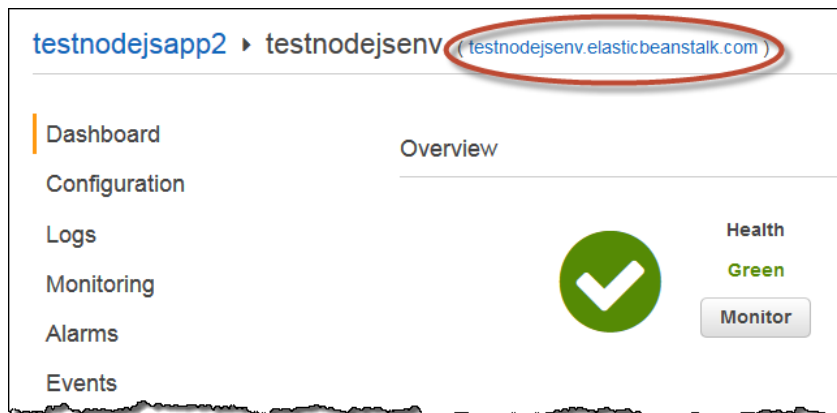 testnodejsapp2 ▸ testnodejsenv ( testnodejsenv.elasticbeanstalk.com )
Dashboard
Configuration
Logs
Monitoring
Alarms
Events
Overview
Health
Green
Monitor